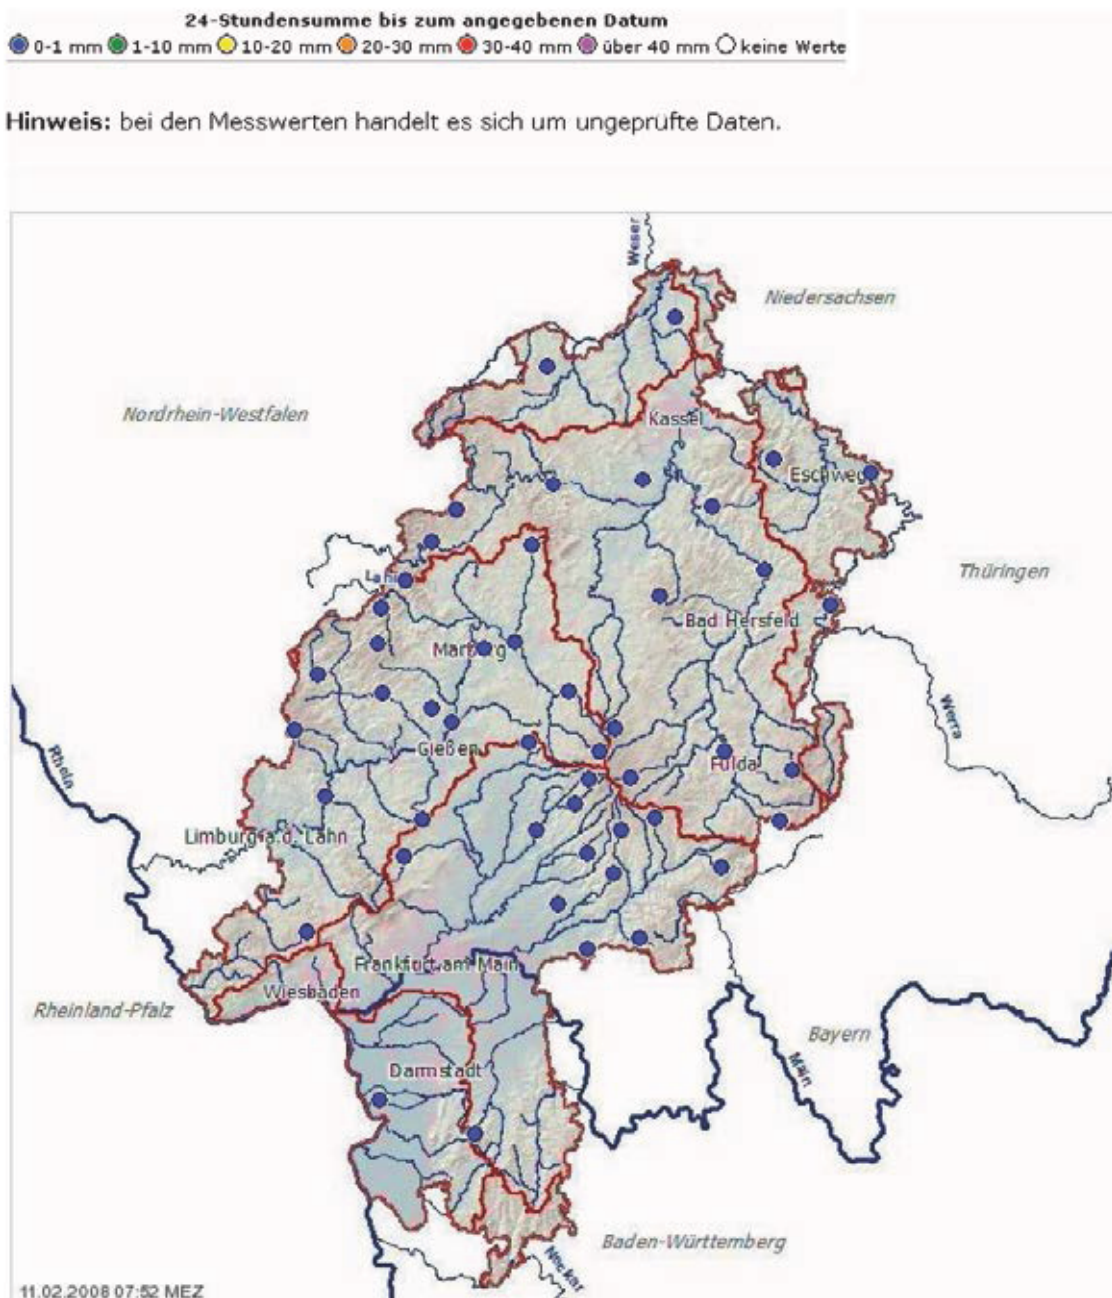 24-Stundensumme bis zum angegebenen Datum
0-1 mm 1-10 mm 10-20 mm 20-30 mm 30-40 mm über 40 mm keine Werte
Hinweis: bei den Messwerten handelt es sich um ungeprüfte Daten.
Weser
Niedersachsen
Nordrhein-Westfalen
Kassel
Eschweg
Thüringen
Lahn
Bad Hersfeld
Marburg
Werra
Rhein
Gießen
Fulda
Limburg a.d. Lahn
Frankfurt am Main
Wiesbaden
Rheinland-Pfalz
Bayern
Main
Darmstadt
Baden-Württemberg
Neckar
11.02.2008 07:52 MEZ